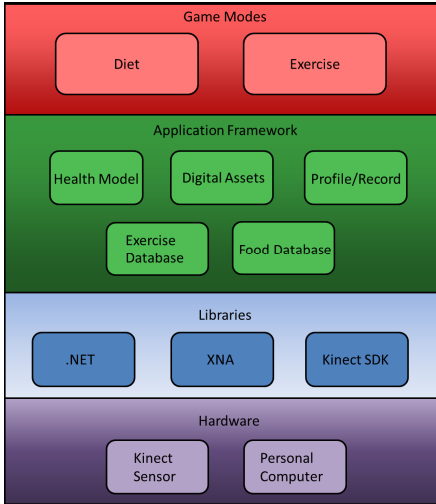 Game Modes
Diet
Exercise
Application Framework
Health Model
Digital Assets
Profile/Record
Exercise
Database
Food Database
Libraries
.NET
XNA
Kinect SDK
Hardware
Kinect
Sensor
Personal
Computer